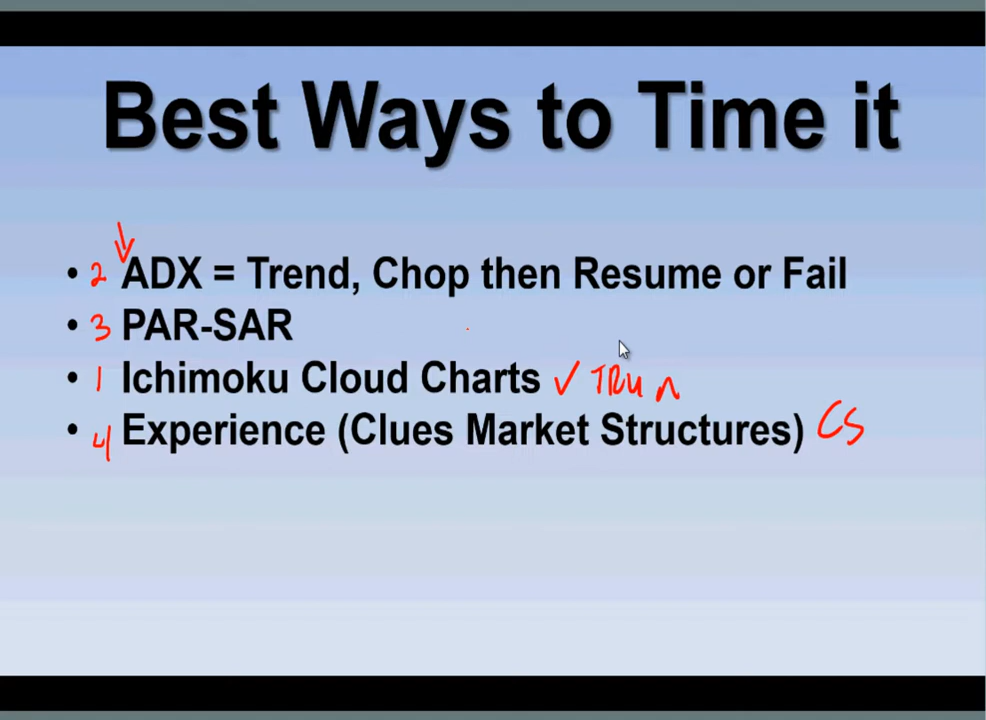 Best Ways to Time it
• 2 ADX = Trend, Chop then Resume or Fail
• 3 PAR-SAR
• 1 Ichimoku Cloud Charts ✓
• 4 Experience (Clues Market Structures) CS